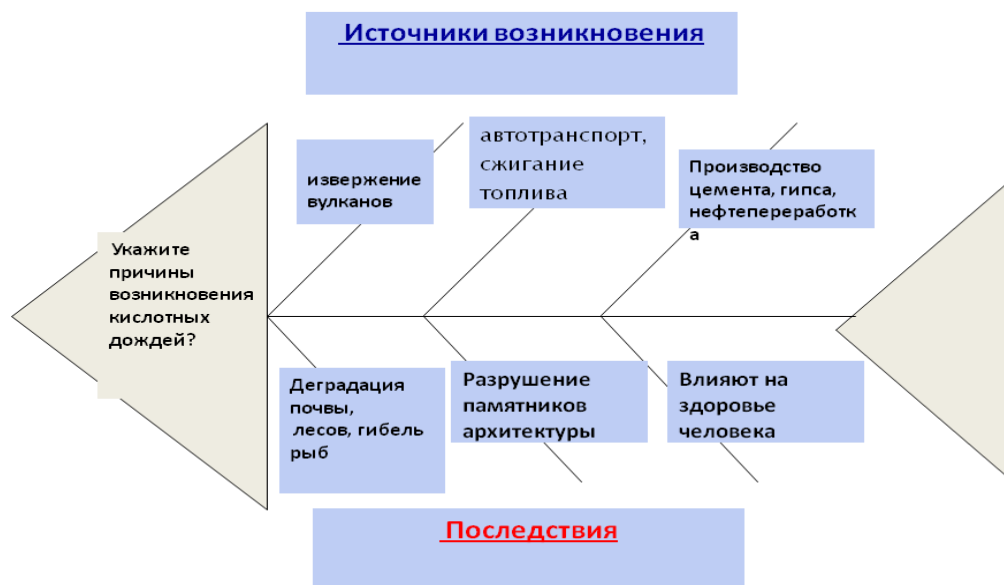 Источники возникновения
извержение
вулканов
автотранспорт,
сжигание
топлива
Производство
цемента, гипса,
нефтепереработк
а
Укажите
причины
возникновения
кислотных
дождей?
Деградация
почвы,
лесов, гибель
рыб
Разрушение
памятников
архитектуры
Влияют на
здоровье
человека
Последствия